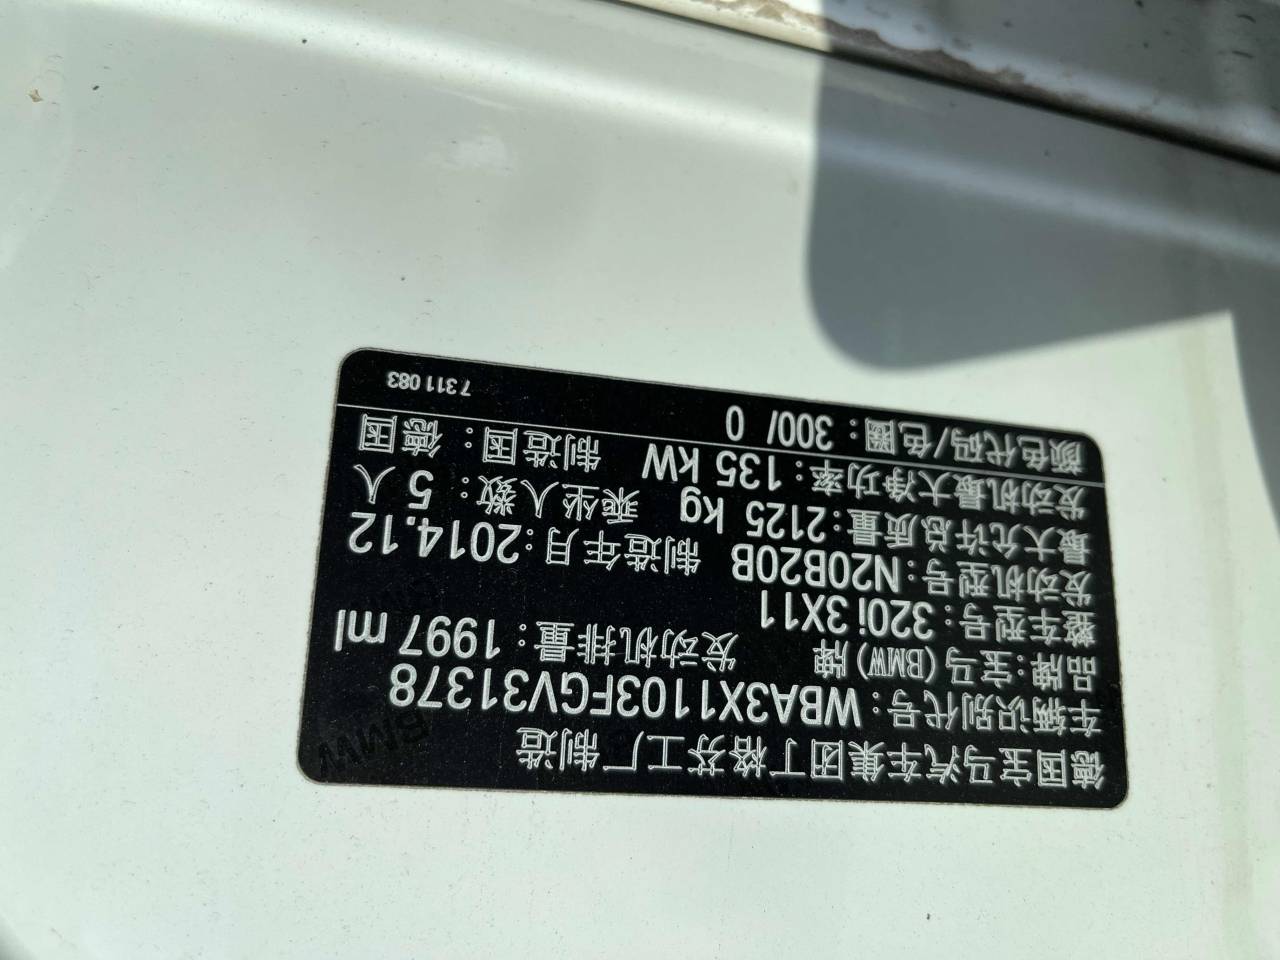 德国宝马汽车集团丁格芬工厂制造
车辆识别代号：WBA3X1103FGV31378
品牌：宝马（BMW）牌 发动机排量：1997 ml
整车型号：320i 3X11
发动机型号：N20B20B 制造年月：2014.12
最大允许总质量：2125 kg 乘坐人数：5 人
发动机最大净功率：135 kW 制造国：德国
颜色代码/色圈：300/ 0
7 311 083
BMW